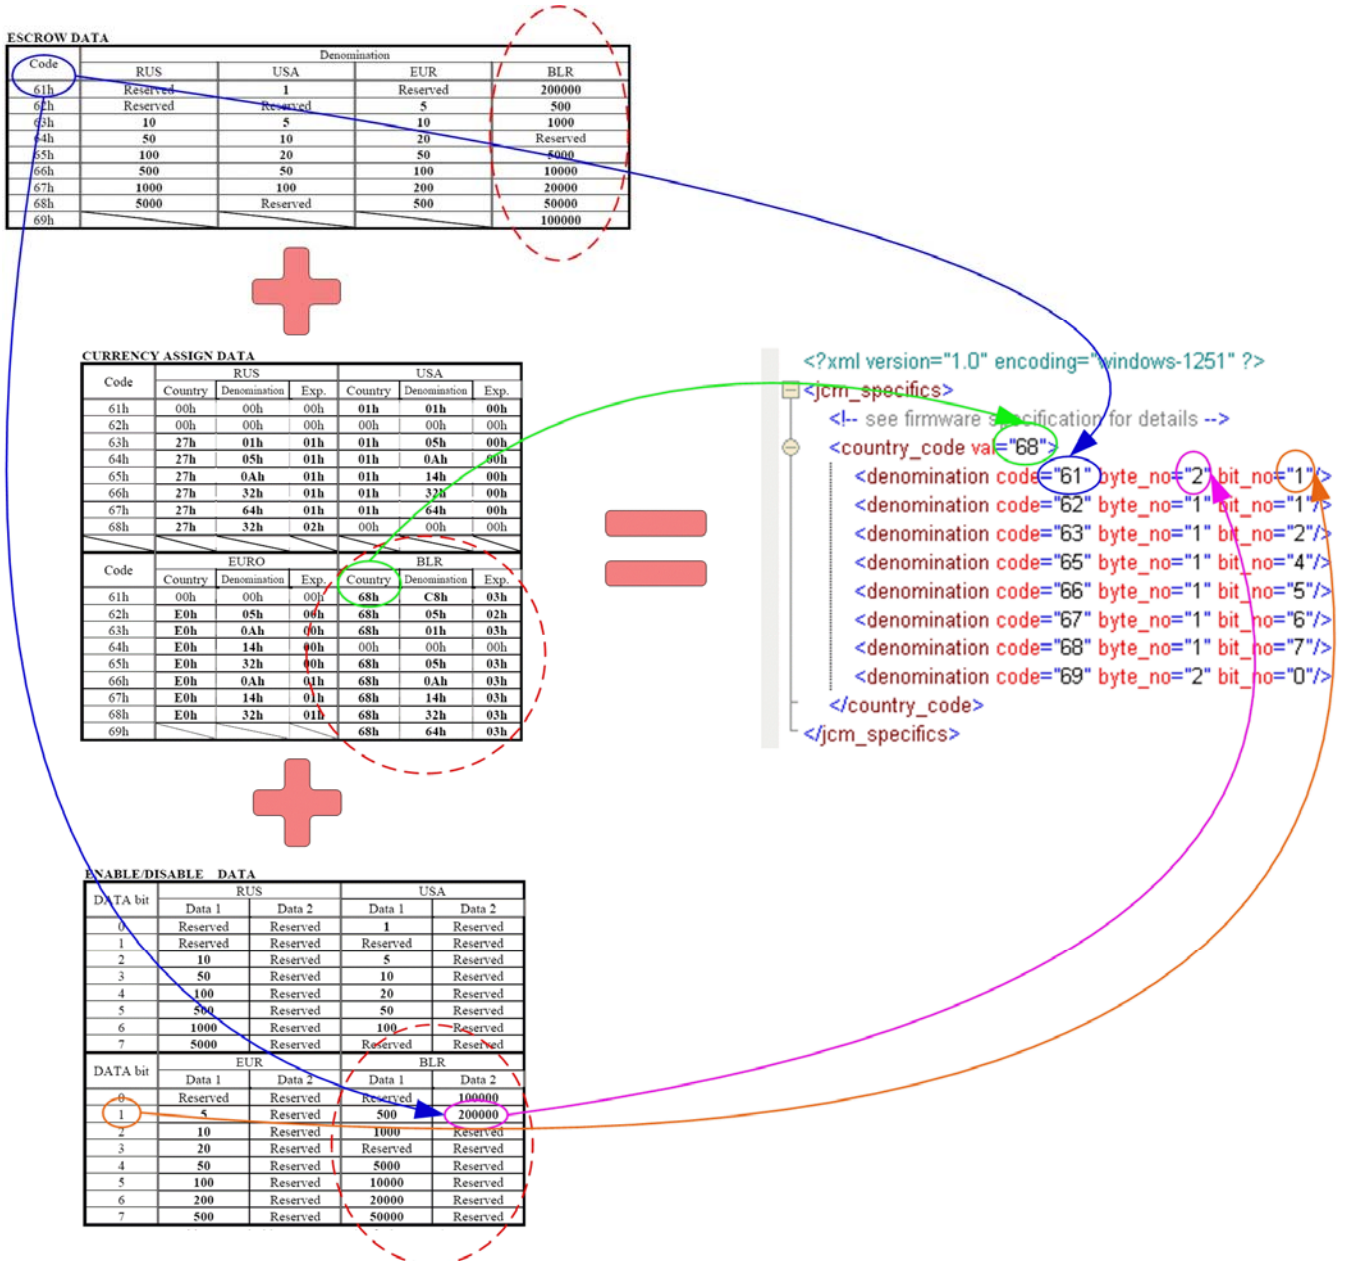 ESCROW DATA
Code Denomination
RUS USA EUR BLR
61h Reserved 1 Reserved 200000
62h Reserved Reserved 5 500
63h 10 5 10 1000
64h 50 10 20 Reserved
65h 100 20 50 5000
66h 500 50 100 10000
67h 1000 100 200 20000
68h 5000 Reserved 500 50000
69h 100000
CURRENCY ASSIGN DATA
Code RUS USA
Country Denomination Exp. Country Denomination Exp.
61h 00h 00h 00h 01h 01h 00h
62h 00h 00h 00h 00h 00h 00h
63h 27h 01h 01h 01h 05h 00h
64h 27h 05h 01h 01h 0Ah 00h
65h 27h 0Ah 01h 01h 14h 00h
66h 27h 32h 01h 01h 32h 00h
67h 27h 64h 01h 01h 64h 00h
68h 27h 32h 02h 00h 00h 00h
Code EURO BLR
Country Denomination Exp. Country Denomination Exp.
61h 00h 00h 00h 68h C8h 03h
62h E0h 05h 00h 68h 05h 02h
63h E0h 0Ah 00h 68h 01h 03h
64h E0h 14h 00h 00h 00h 00h
65h E0h 32h 00h 68h 05h 03h
66h E0h 0Ah 01h 68h 0Ah 03h
67h E0h 14h 01h 68h 14h 03h
68h E0h 32h 01h 68h 32h 03h
69h 68h 64h 03h
<?xml version="1.0" encoding="windows-1251" ?>
<jcm_specifics>
<!-- see firmware specification for details -->
<country_code val="68">
<denomination code="61" byte_no="2" bit_no="1"/>
<denomination code="62" byte_no="1" bit_no="1"/>
<denomination code="63" byte_no="1" bit_no="2"/>
<denomination code="65" byte_no="1" bit_no="4"/>
<denomination code="66" byte_no="1" bit_no="5"/>
<denomination code="67" byte_no="1" bit_no="6"/>
<denomination code="68" byte_no="1" bit_no="7"/>
<denomination code="69" byte_no="2" bit_no="0"/>
</country_code>
</jcm_specifics>
ENABLE/DISABLE DATA
DATA bit RUS USA
Data 1 Data 2 Data 1 Data 2
0 Reserved Reserved 1 Reserved
1 Reserved Reserved Reserved Reserved
2 10 Reserved 5 Reserved
3 50 Reserved 10 Reserved
4 100 Reserved 20 Reserved
5 500 Reserved 50 Reserved
6 1000 Reserved 100 Reserved
7 5000 Reserved Reserved Reserved
DATA bit EUR BLR
Data 1 Data 2 Data 1 Data 2
0 Reserved Reserved Reserved 100000
1 5 Reserved 500 200000
2 10 Reserved 1000 Reserved
3 20 Reserved Reserved Reserved
4 50 Reserved 5000 Reserved
5 100 Reserved 10000 Reserved
6 200 Reserved 20000 Reserved
7 500 Reserved 50000 Reserved